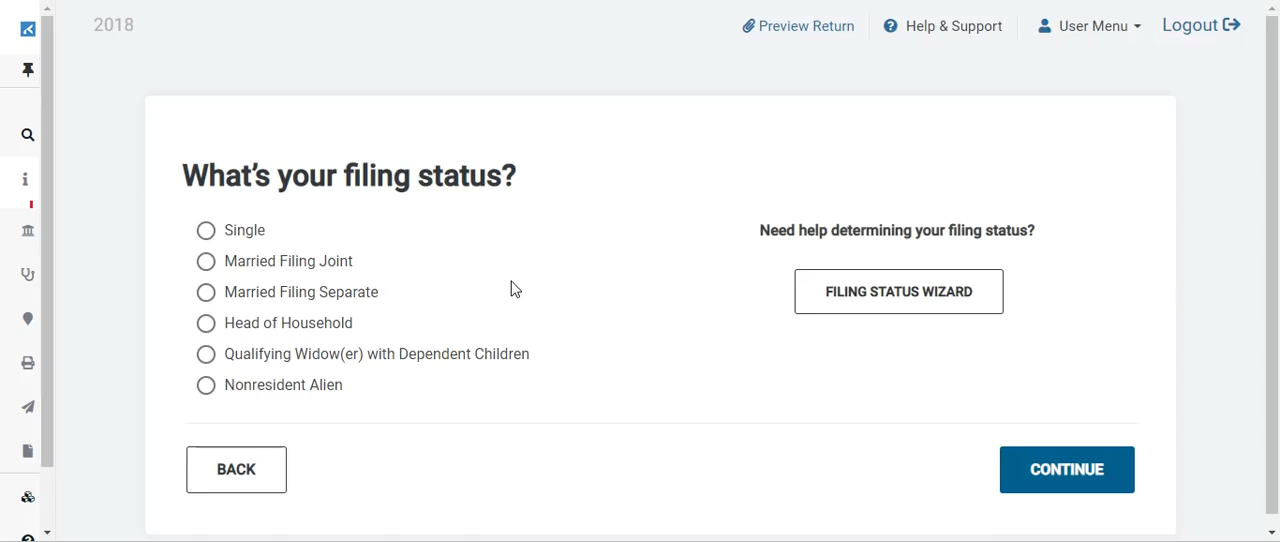 2018
Preview Return
Help & Support
User Menu
Logout
What's your filing status?
Single
Married Filing Joint
Married Filing Separate
Head of Household
Qualifying Widow(er) with Dependent Children
Nonresident Alien
Need help determining your filing status?
FILING STATUS WIZARD
BACK
CONTINUE